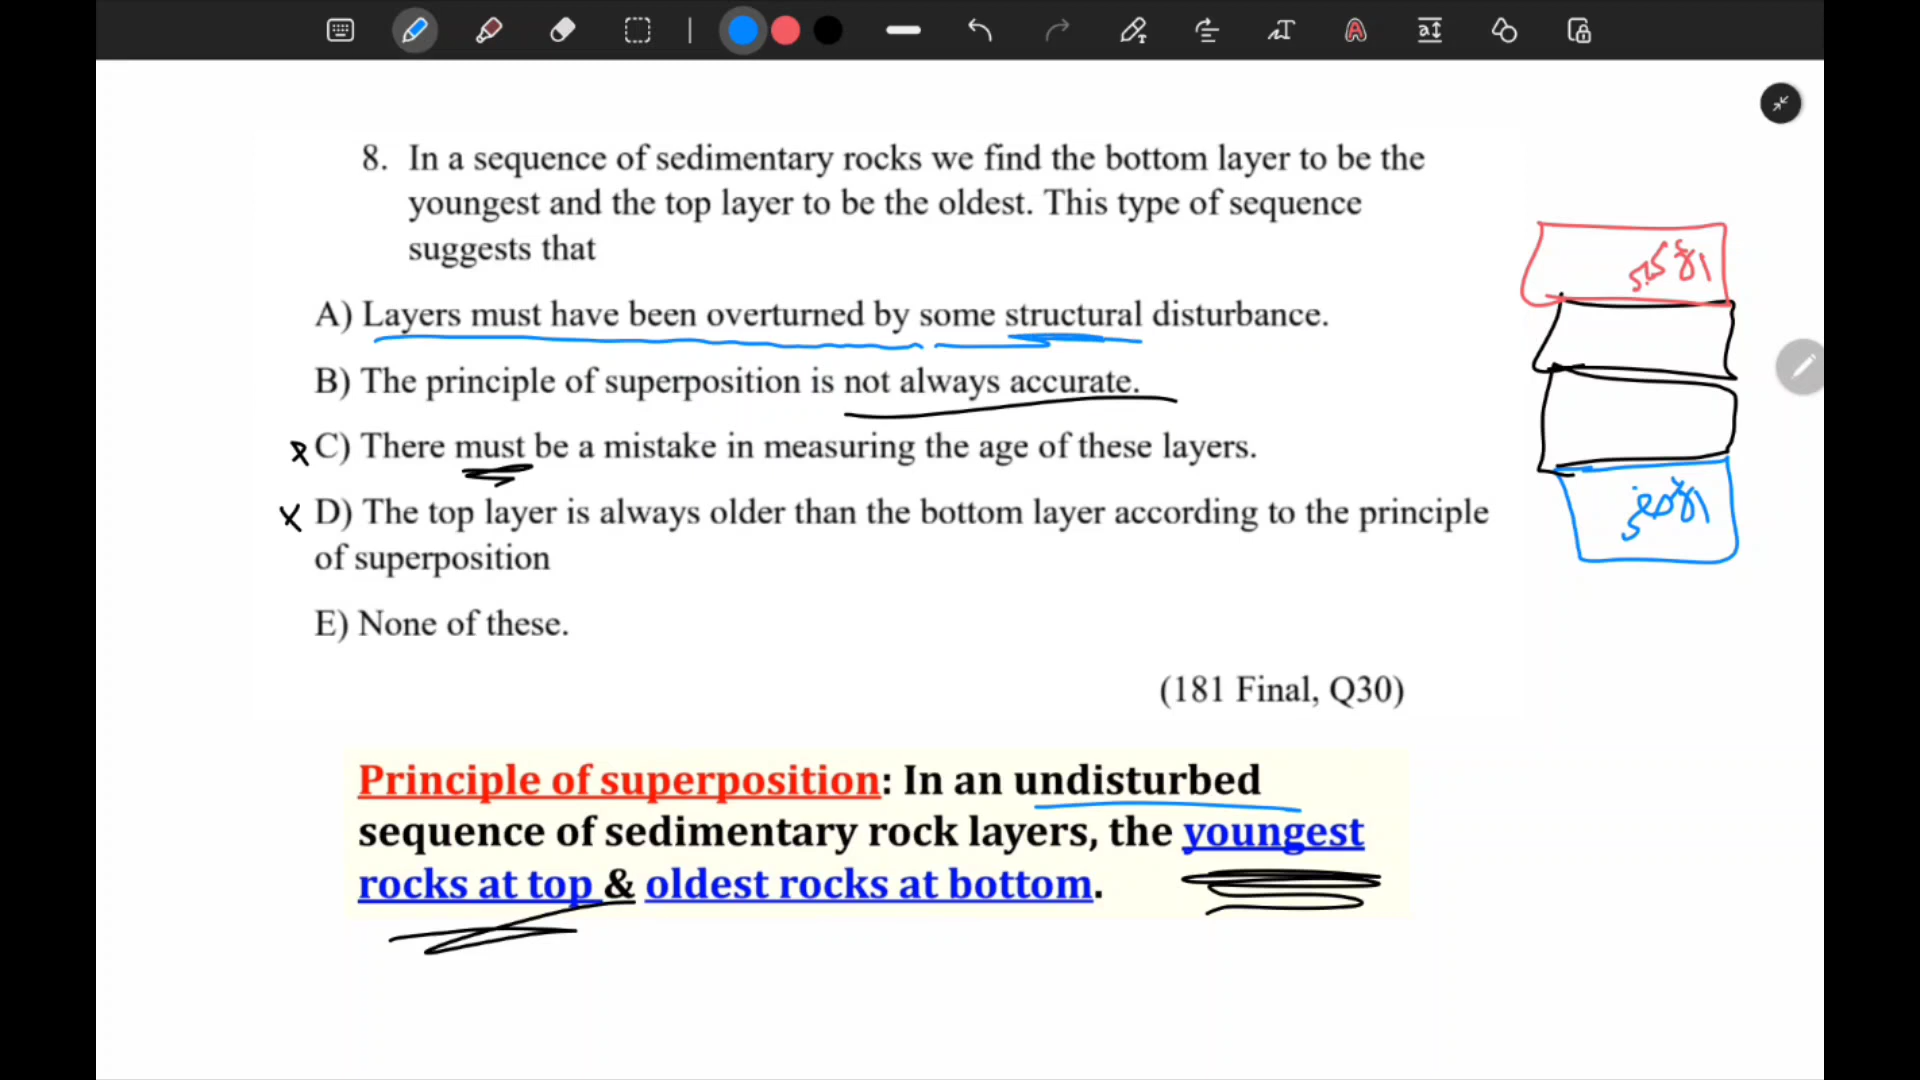 8. In a sequence of sedimentary rocks we find the bottom layer to be the
youngest and the top layer to be the oldest. This type of sequence
suggests that
A) Layers must have been overturned by some structural disturbance.
B) The principle of superposition is not always accurate.
x C) There must be a mistake in measuring the age of these layers.
x D) The top layer is always older than the bottom layer according to the principle
of superposition
E) None of these.
(181 Final, Q30)
Principle of superposition: In an undisturbed
sequence of sedimentary rock layers, the youngest
rocks at top & oldest rocks at bottom.